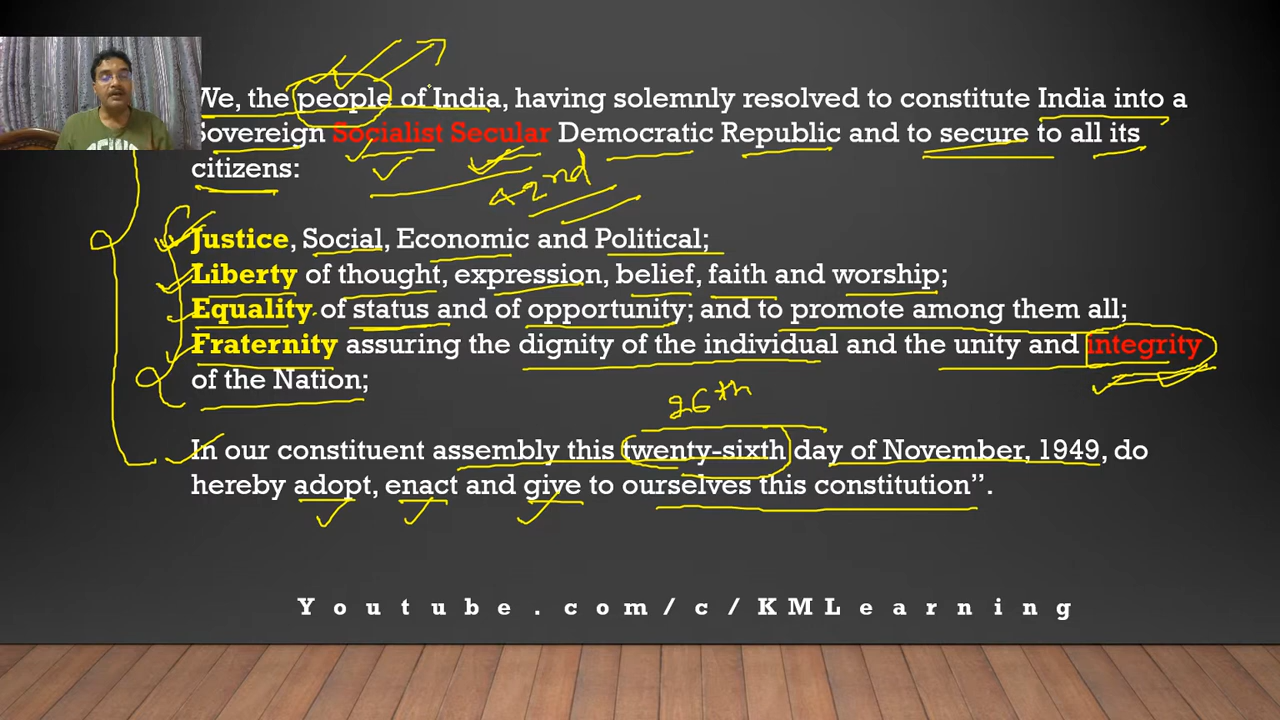 We, the people of India, having solemnly resolved to constitute India into a
Sovereign Socialist Secular Democratic Republic and to secure to all its
citizens:
42nd
Justice, Social, Economic and Political;
Liberty of thought, expression, belief, faith and worship;
Equality of status and of opportunity; and to promote among them all;
Fraternity assuring the dignity of the individual and the unity and integrity
of the Nation;
26th
In our constituent assembly this twenty-sixth day of November, 1949, do
hereby adopt, enact and give to ourselves this constitution”.
Youtube.com/c/KMLearning